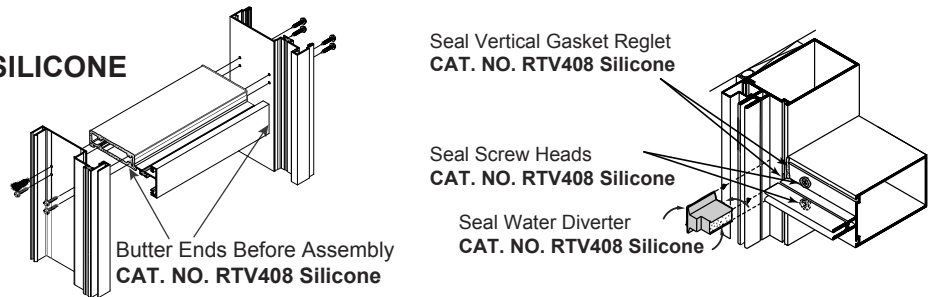 SILICONE
Butter Ends Before Assembly
CAT. NO. RTV408 Silicone
Seal Vertical Gasket Reglet
CAT. NO. RTV408 Silicone
Seal Screw Heads
CAT. NO. RTV408 Silicone
Seal Water Diverter
CAT. NO. RTV408 Silicone